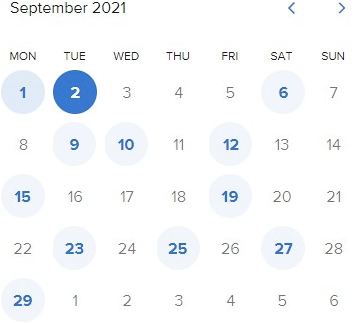 September 2021 < >
MON TUE WED THU FRI SAT SUN
1 2 3 4 5 6 7
8 9 10 11 12 13 14
15 16 17 18 19 20 21
22 23 24 25 26 27 28
29 1 2 3 4 5 6